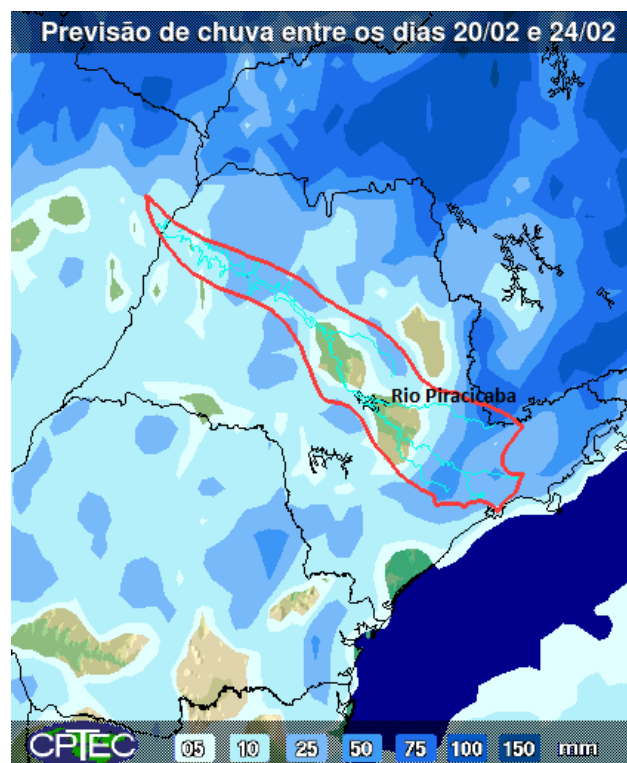 Previsão de chuva entre os dias 20/02 e 24/02
Rio Piracicaba
CPTEC 05 10 25 50 75 100 150 mm